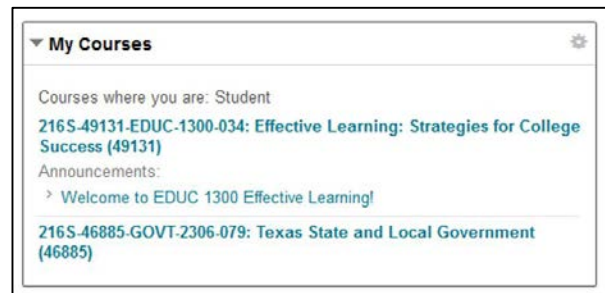 My Courses
Courses where you are: Student
216S-49131-EDUC-1300-034: Effective Learning: Strategies for College
Success (49131)
Announcements:
Welcome to EDUC 1300 Effective Learning!
216S-46885-GOVT-2306-079: Texas State and Local Government
(46885)